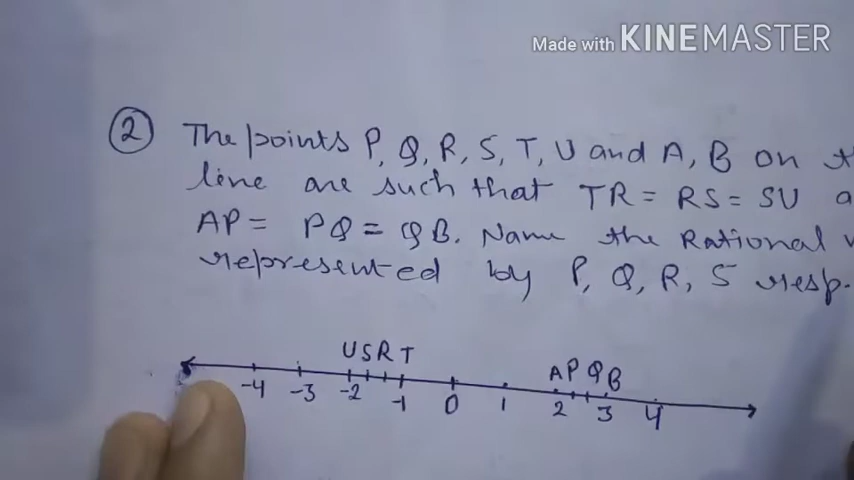 Made with KINEMASTER
② The points P, Q, R, S, T, U and A, B on
line are such that TR = RS = SU
AP = PQ = QB. Name the Rational
represented by P, Q, R, S resp.
U S R T
A P Q B
-4 -3 -2 -1 0 1 2 3 4